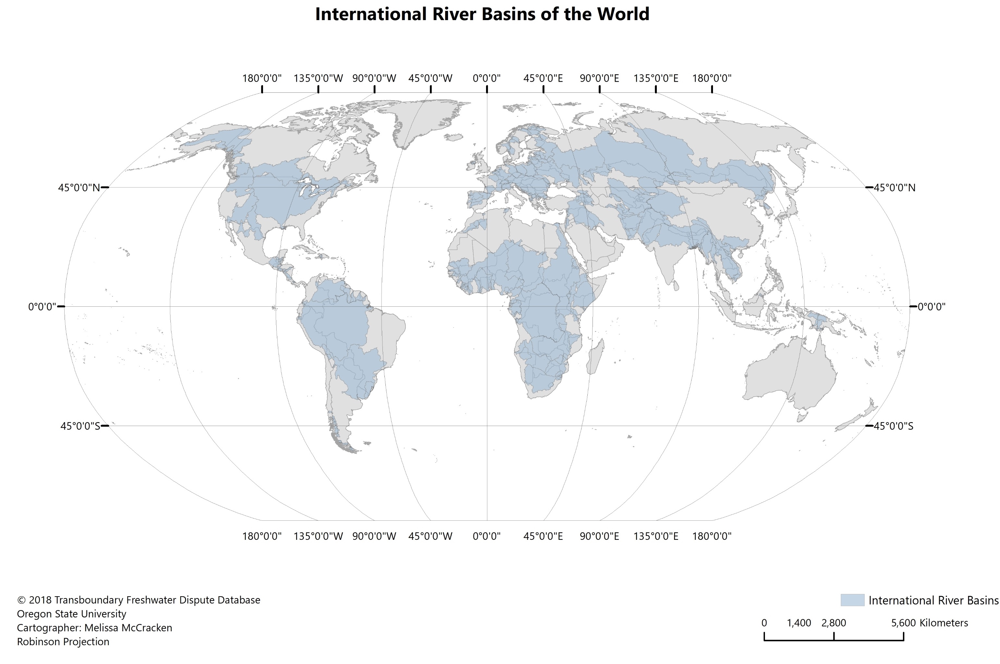 International River Basins of the World
180°0'0" 135°0'0"W 90°0'0"W 45°0'0"W 0°0'0" 45°0'0"E 90°0'0"E 135°0'0"E 180°0'0"
45°0'0"N 45°0'0"N
0°0'0" 0°0'0"
45°0'0"S 45°0'0"S
180°0'0" 135°0'0"W 90°0'0"W 45°0'0"W 0°0'0" 45°0'0"E 90°0'0"E 135°0'0"E 180°0'0"
© 2018 Transboundary Freshwater Dispute Database
Oregon State University
Cartographer: Melissa McCracken
Robinson Projection
International River Basins
0 1,400 2,800 5,600 Kilometers